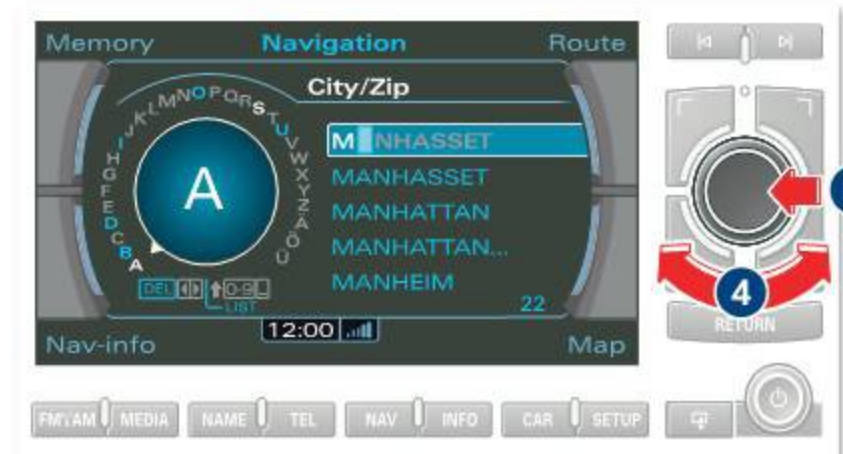 Memory Navigation Route
City/Zip
A B C D E F G H I J K L M N O P Q R S T U V W X Y Z Ä Ö Ü
A
M NHASSET
MANHASSET
MANHATTAN
MANHATTAN...
MANHEIM
DEL 0-9
LIST
22
12:00
Nav-info Map
4
RETURN
FM/AM MEDIA NAME TEL NAV INFO CAR SETUP